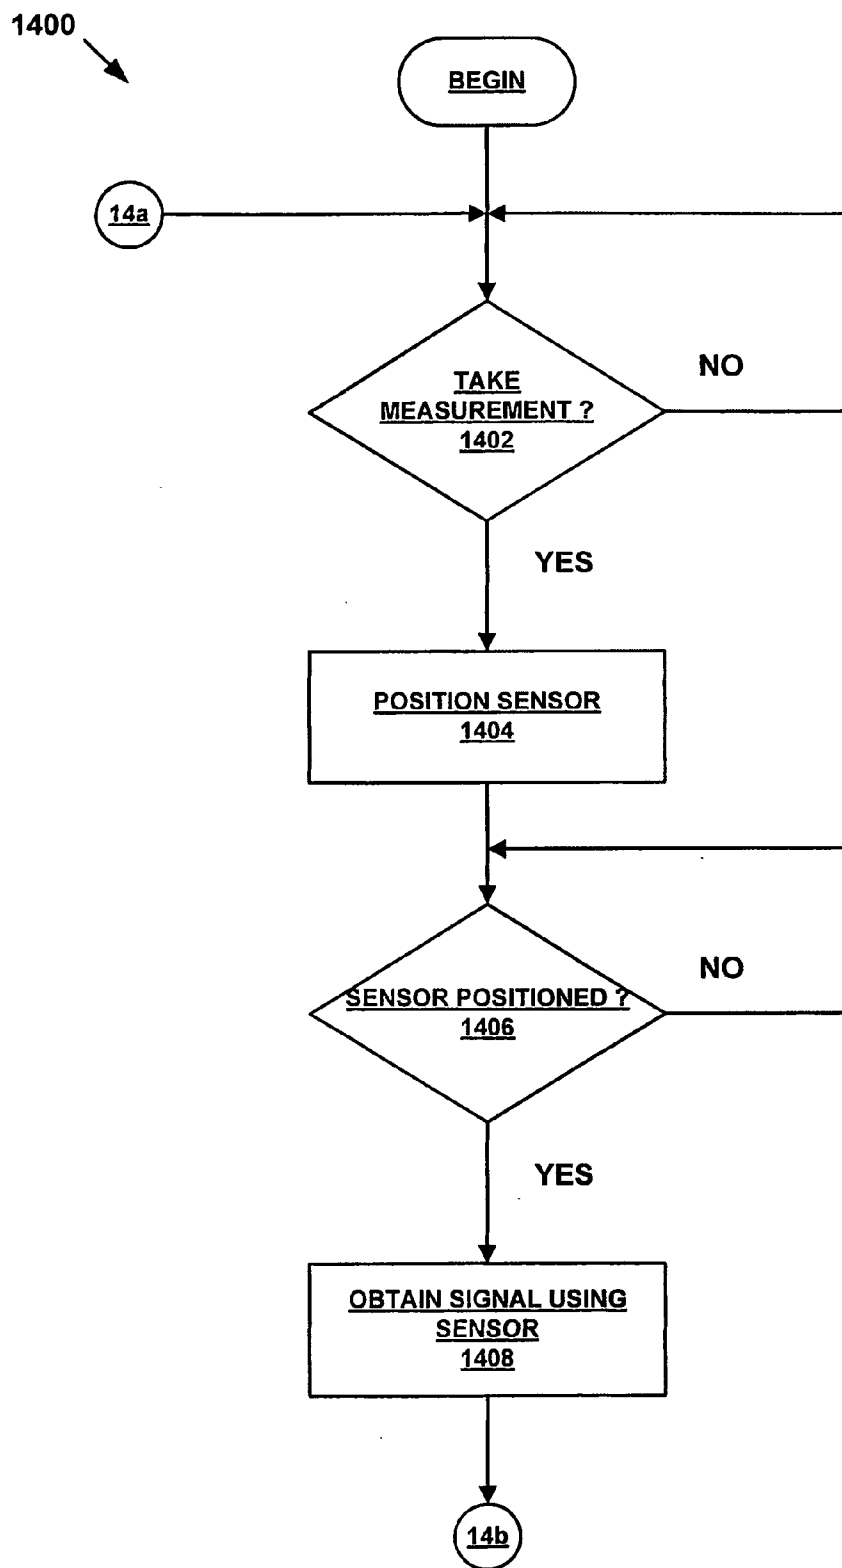 1400
BEGIN
14a
TAKE
MEASUREMENT ?
1402
NO
YES
POSITION SENSOR
1404
SENSOR POSITIONED ?
1406
NO
YES
OBTAIN SIGNAL USING
SENSOR
1408
14b